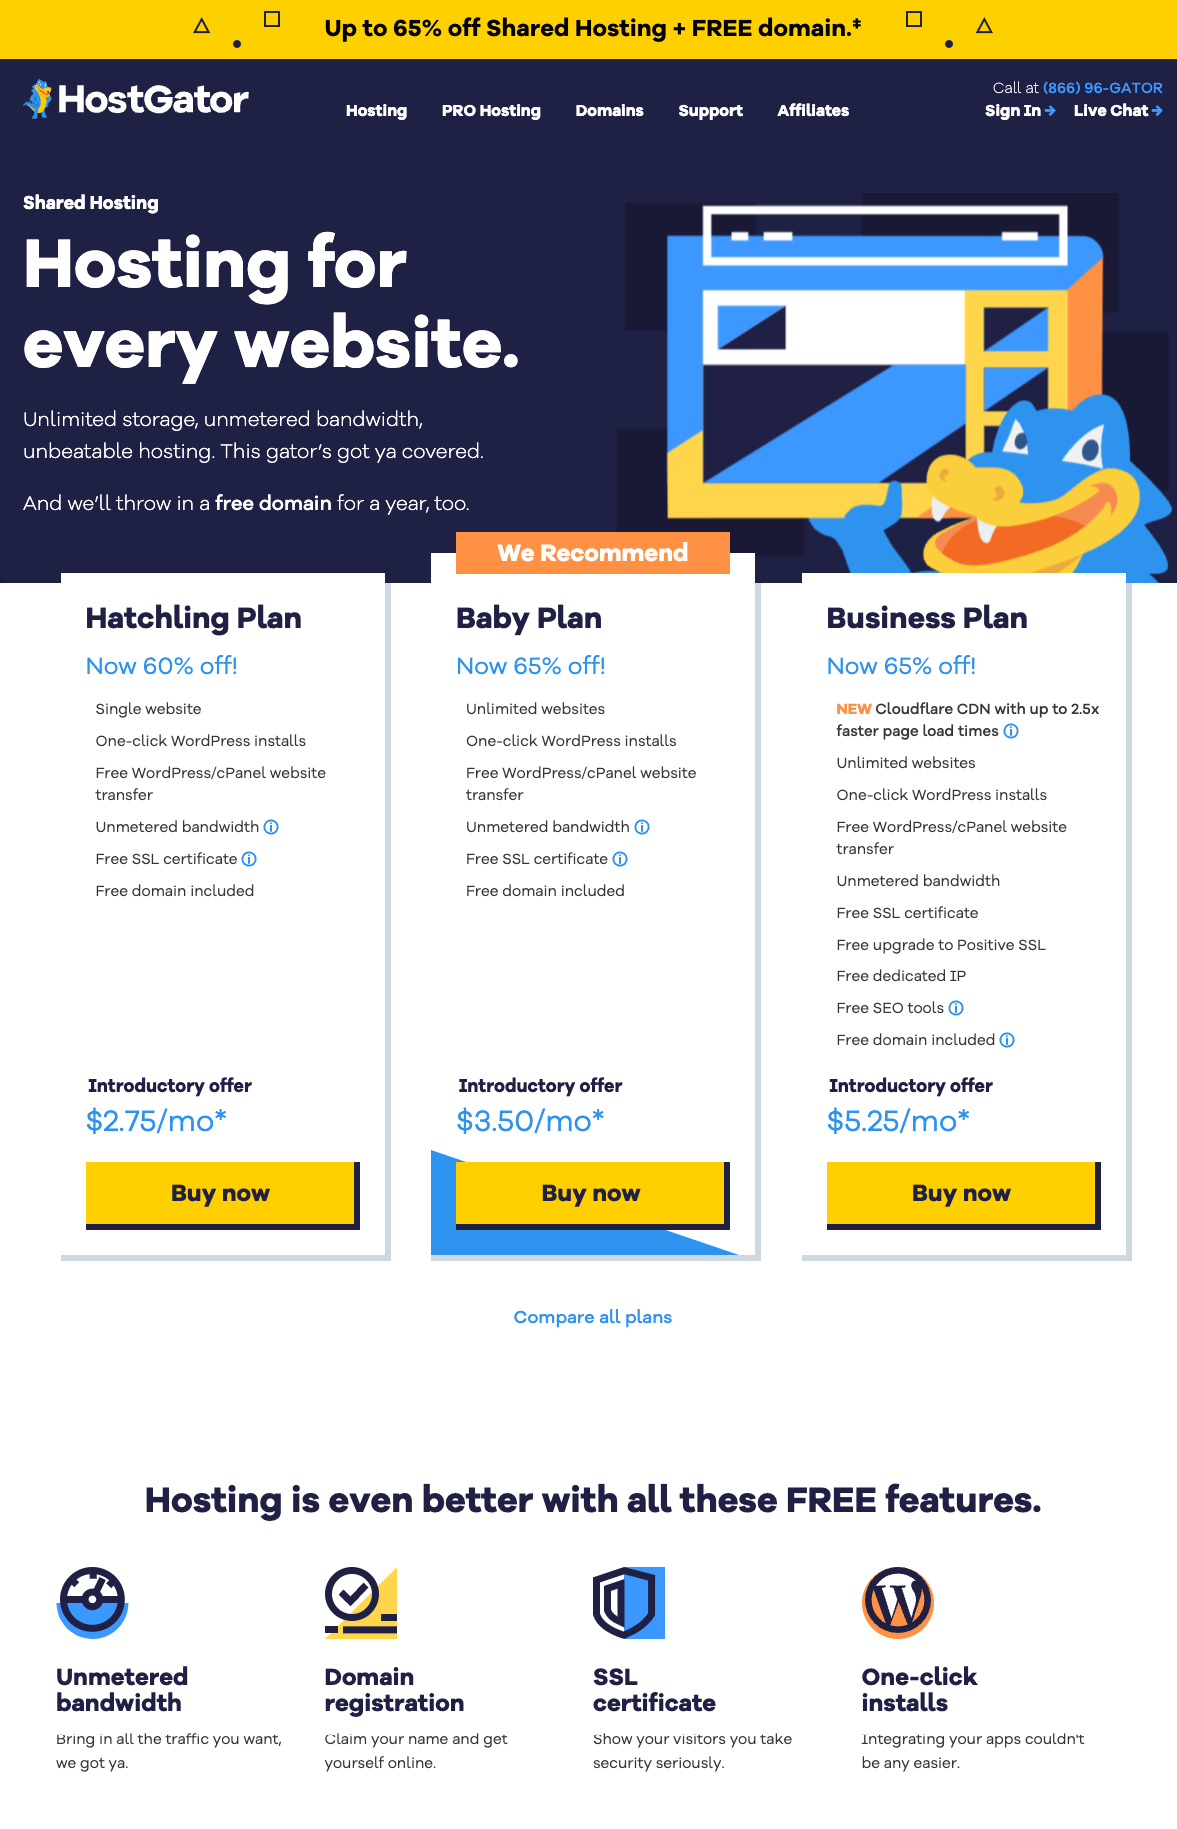 Up to 65% off Shared Hosting + FREE domain.‡
HostGator
Hosting PRO Hosting Domains Support Affiliates
Call at (866) 96-GATOR
Sign In → Live Chat →
Shared Hosting
Hosting for
every website.
Unlimited storage, unmetered bandwidth,
unbeatable hosting. This gator's got ya covered.
And we'll throw in a free domain for a year, too.
Hatchling Plan
Now 60% off!
Single website
One-click WordPress installs
Free WordPress/cPanel website
transfer
Unmetered bandwidth
Free SSL certificate
Free domain included
Introductory offer
$2.75/mo*
Buy now
We Recommend
Baby Plan
Now 65% off!
Unlimited websites
One-click WordPress installs
Free WordPress/cPanel website
transfer
Unmetered bandwidth
Free SSL certificate
Free domain included
Introductory offer
$3.50/mo*
Buy now
Business Plan
Now 65% off!
NEW Cloudflare CDN with up to 2.5x
faster page load times
Unlimited websites
One-click WordPress installs
Free WordPress/cPanel website
transfer
Unmetered bandwidth
Free SSL certificate
Free upgrade to Positive SSL
Free dedicated IP
Free SEO tools
Free domain included
Introductory offer
$5.25/mo*
Buy now
Compare all plans
Hosting is even better with all these FREE features.
Unmetered
bandwidth
Bring in all the traffic you want,
we got ya.
Domain
registration
Claim your name and get
yourself online.
SSL
certificate
Show your visitors you take
security seriously.
One-click
installs
Integrating your apps couldn't
be any easier.